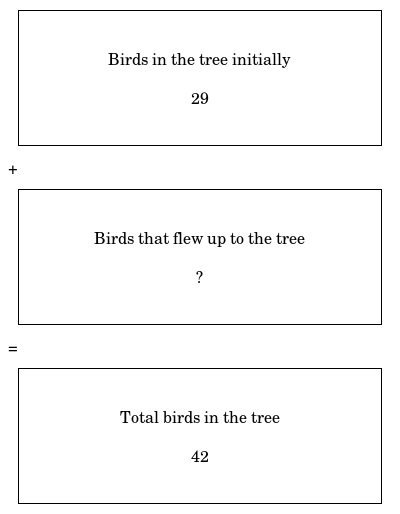 Birds in the tree initially
29
+
Birds that flew up to the tree
?
=
Total birds in the tree
42